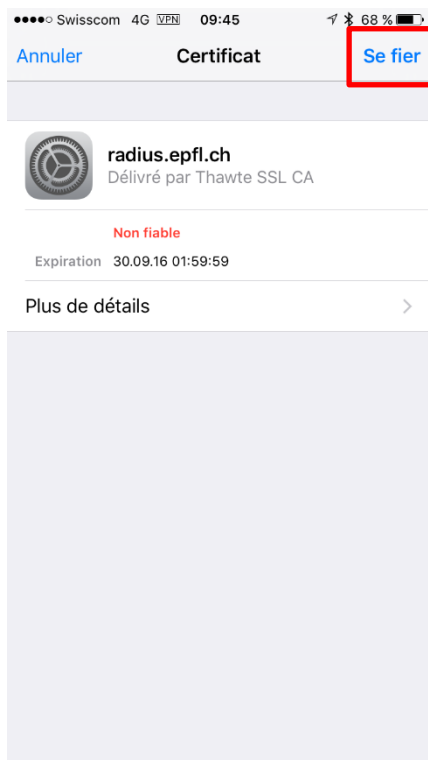 Swisscom 4G VPN 09:45 68 %
Annuler Certificat Se fier
radius.epfl.ch
Délivré par Thawte SSL CA
Non fiable
Expiration 30.09.16 01:59:59
Plus de détails